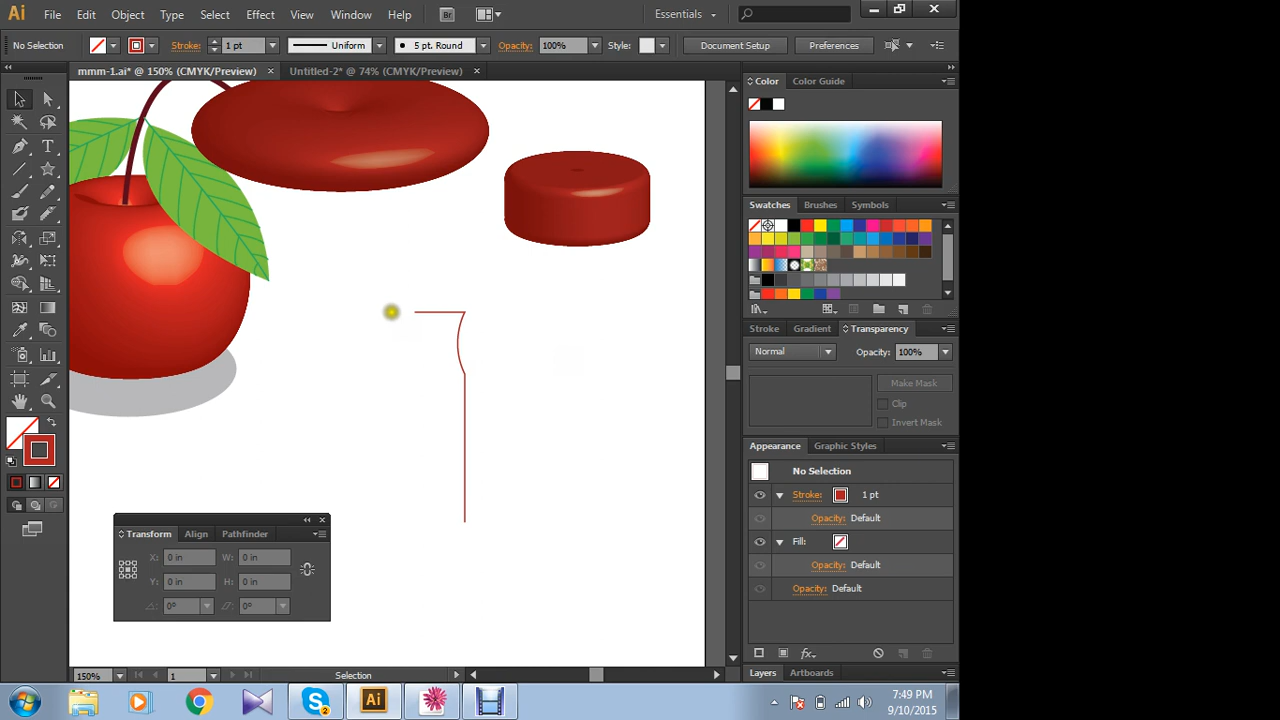 Ai File Edit Object Type Select Effect View Window Help Br Essentials
No Selection Stroke: 1 pt Uniform 5 pt. Round Opacity: 100% Style: Document Setup Preferences
mmm-1.ai* @ 150% (CMYK/Preview) × Untitled-2* @ 74% (CMYK/Preview) ×
Color Color Guide
Swatches Brushes Symbols
Stroke Gradient Transparency
Normal Opacity: 100%
Make Mask
Clip
Invert Mask
Appearance Graphic Styles
No Selection
Stroke: 1 pt
Opacity: Default
Fill:
Opacity: Default
Opacity: Default
fx
Layers Artboards
Transform Align Pathfinder
X: 0 in W: 0 in
Y: 0 in H: 0 in
0° 0°
150% 1 Selection
S 2 Ai
7:49 PM
9/10/2015